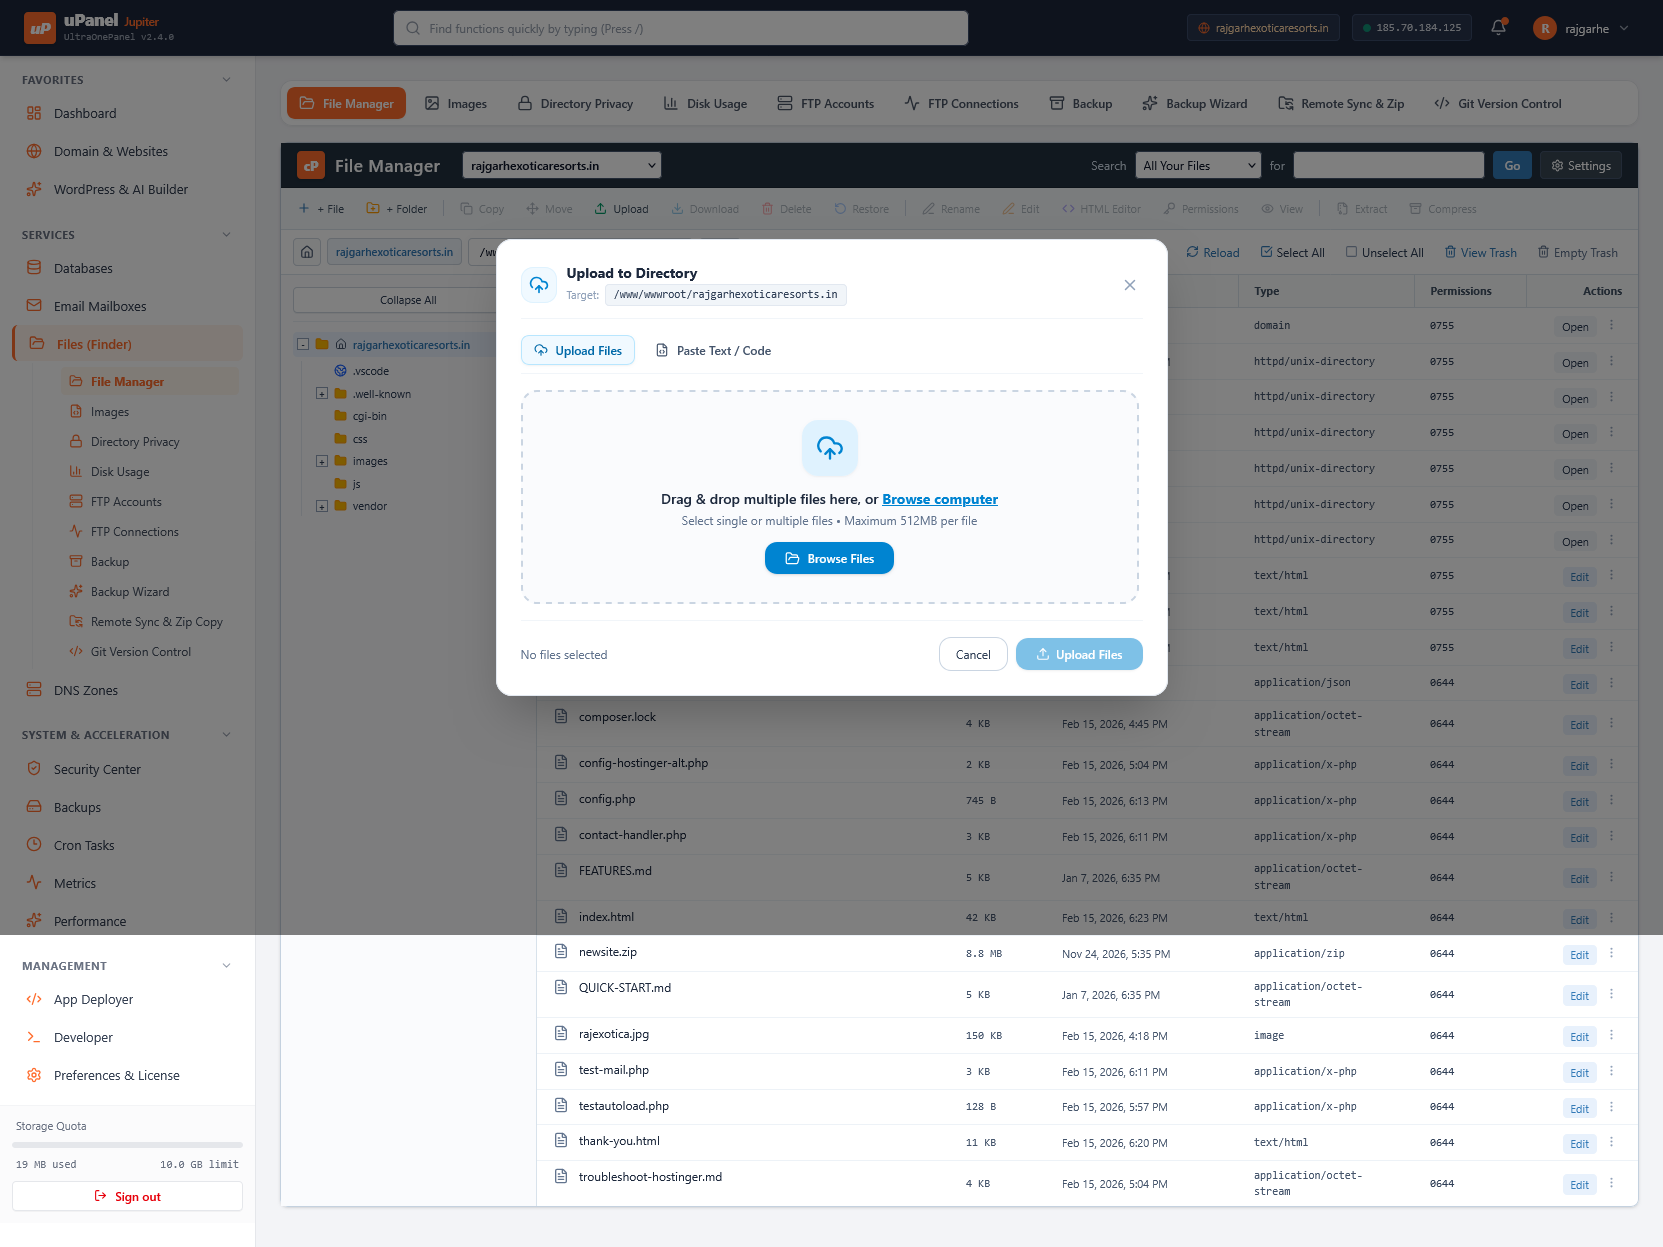 uP uPanel Jupiter
UltraOnePanel v2.4.0
Find functions quickly by typing (Press /)
rajgarhexoticaresorts.in
185.70.184.125
R rajgarhe
FAVORITES
Dashboard
Domain & Websites
WordPress & AI Builder
SERVICES
Databases
Email Mailboxes
Files (Finder)
File Manager
Images
Directory Privacy
Disk Usage
FTP Accounts
FTP Connections
Backup
Backup Wizard
Remote Sync & Zip Copy
Git Version Control
DNS Zones
SYSTEM & ACCELERATION
Security Center
Backups
Cron Tasks
Metrics
Performance
MANAGEMENT
App Deployer
Developer
Preferences & License
Storage Quota
19 MB used 10.0 GB limit
Sign out
File Manager Images Directory Privacy Disk Usage FTP Accounts FTP Connections Backup Backup Wizard Remote Sync & Zip Git Version Control
cP File Manager rajgarhexoticaresorts.in Search All Your Files for Go Settings
+ File + Folder Copy Move Upload Download Delete Restore Rename Edit HTML Editor Permissions View Extract Compress
rajgarhexoticaresorts.in Reload Select All Unselect All View Trash Empty Trash
Collapse All
rajgarhexoticaresorts.in
.vscode
.well-known
cgi-bin
css
images
js
vendor
Upload to Directory
Target: /www/wwwroot/rajgarhexoticaresorts.in
Upload Files Paste Text / Code
Drag & drop multiple files here, or Browse computer
Select single or multiple files • Maximum 512MB per file
Browse Files
No files selected
Cancel Upload Files
Type Permissions Actions
domain 0755 Open
httpd/unix-directory 0755 Open
httpd/unix-directory 0755 Open
httpd/unix-directory 0755 Open
httpd/unix-directory 0755 Open
httpd/unix-directory 0755 Open
httpd/unix-directory 0755 Open
text/html 0755 Edit
text/html 0755 Edit
text/html 0755 Edit
application/json 0644 Edit
composer.lock 4 KB Feb 15, 2026, 4:45 PM application/octet-
stream 0644 Edit
config-hostinger-alt.php 2 KB Feb 15, 2026, 5:04 PM application/x-php 0644 Edit
config.php 745 B Feb 15, 2026, 6:13 PM application/x-php 0644 Edit
contact-handler.php 3 KB Feb 15, 2026, 6:11 PM application/x-php 0644 Edit
FEATURES.md 5 KB Jan 7, 2026, 6:35 PM application/octet-
stream 0644 Edit
index.html 42 KB Feb 15, 2026, 6:23 PM text/html 0644 Edit
newsite.zip 8.8 MB Nov 24, 2026, 5:35 PM application/zip 0644 Edit
QUICK-START.md 5 KB Jan 7, 2026, 6:35 PM application/octet-
stream 0644 Edit
rajexotica.jpg 150 KB Feb 15, 2026, 4:18 PM image 0644 Edit
test-mail.php 3 KB Feb 15, 2026, 6:11 PM application/x-php 0644 Edit
testautoload.php 128 B Feb 15, 2026, 5:57 PM application/x-php 0644 Edit
thank-you.html 11 KB Feb 15, 2026, 6:20 PM text/html 0644 Edit
troubleshoot-hostinger.md 4 KB Feb 15, 2026, 5:04 PM application/octet-
stream 0644 Edit